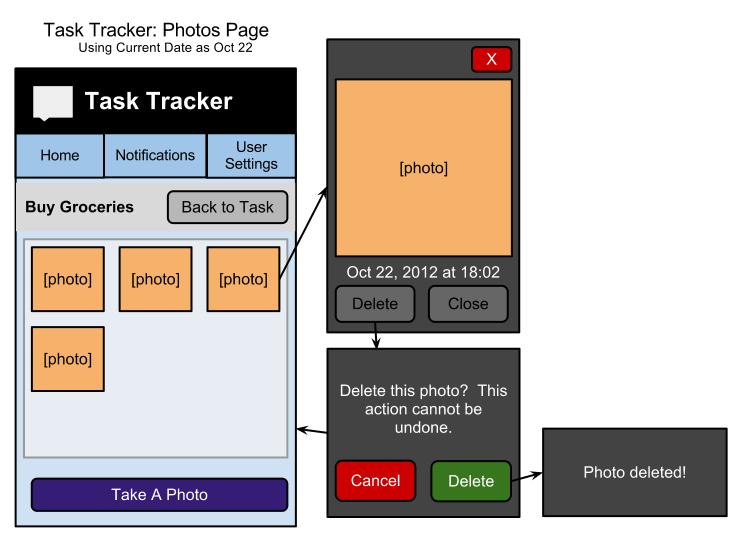 Task Tracker: Photos Page
Using Current Date as Oct 22
Task Tracker
Home
Notifications
User
Settings
Buy Groceries
Back to Task
[photo]
[photo]
[photo]
[photo]
Take A Photo
X
[photo]
Oct 22, 2012 at 18:02
Delete
Close
Delete this photo?  This
action cannot be
undone.
Cancel
Delete
Photo deleted!